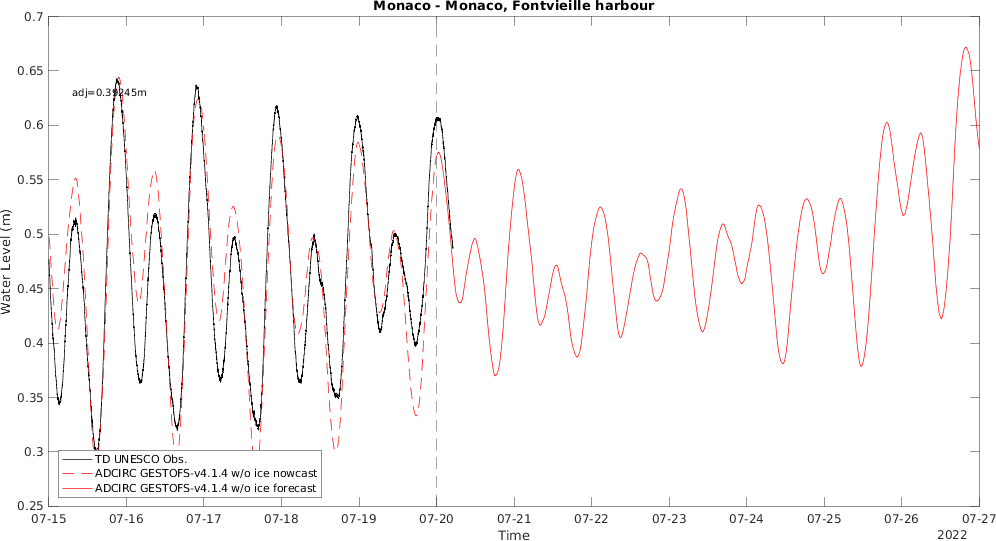 Monaco - Monaco, Fontvieille harbour
0.7
0.65
adj=0.39245m
0.6
0.55
0.5
Water Level (m)
0.45
0.4
0.35
0.3
TD UNESCO Obs.
ADCIRC GESTOFS-v4.1.4 w/o ice nowcast
ADCIRC GESTOFS-v4.1.4 w/o ice forecast
0.25
07-15 07-16 07-17 07-18 07-19 07-20 07-21 07-22 07-23 07-24 07-25 07-26 07-27
Time
2022